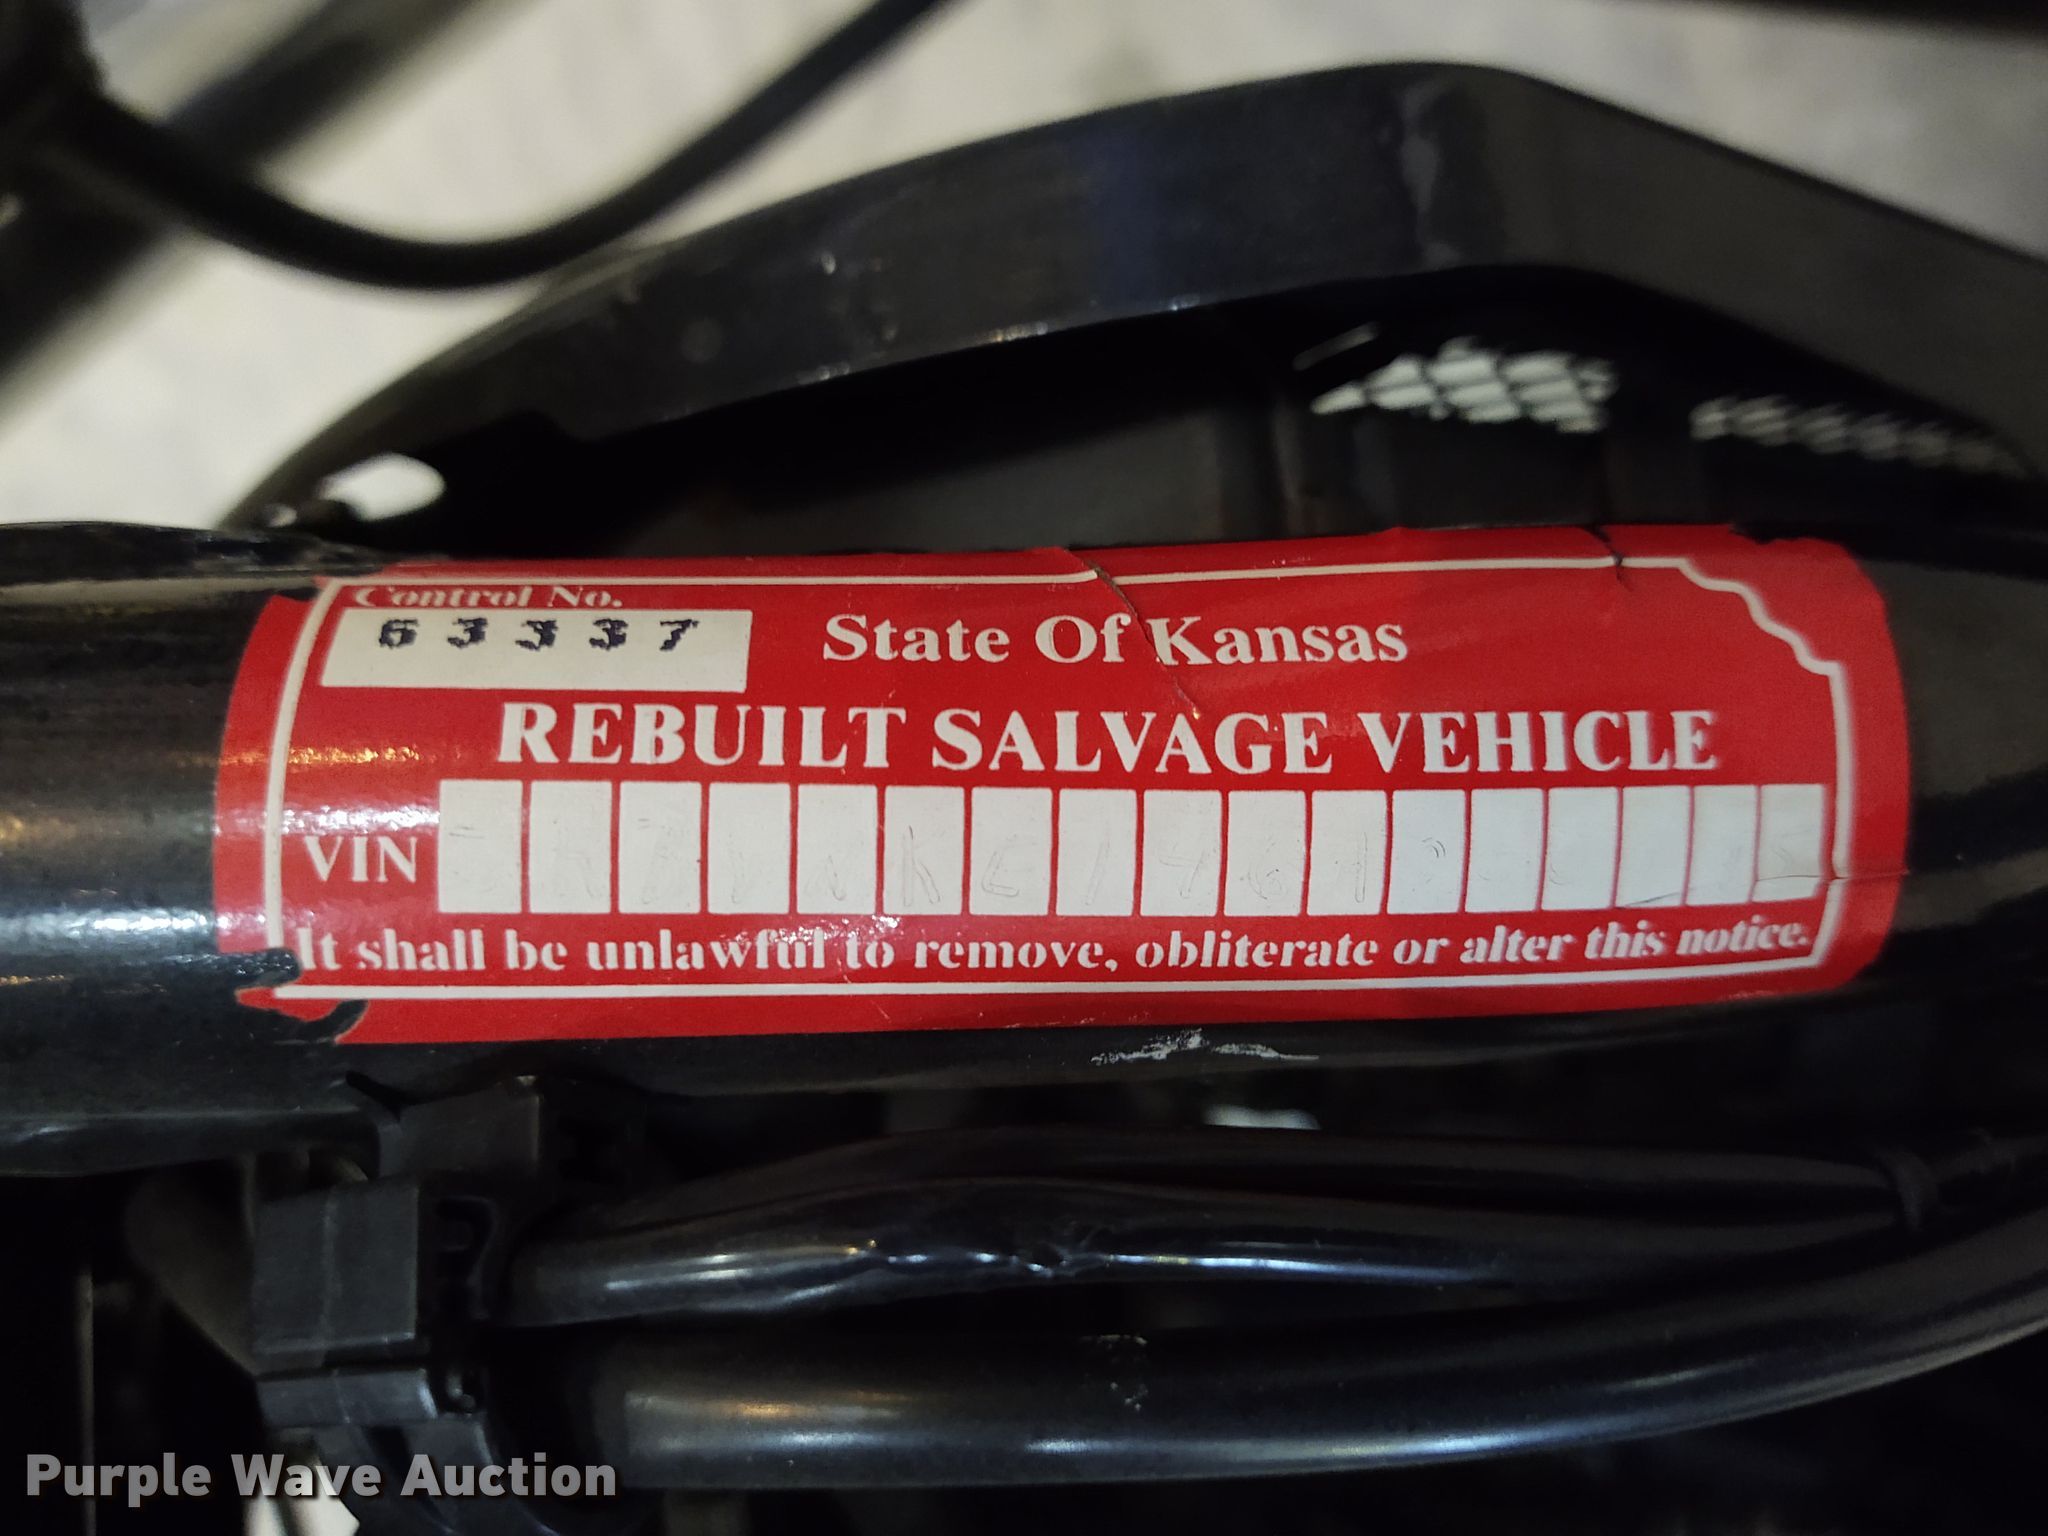 Control No.
63337
State Of Kansas
REBUILT SALVAGE VEHICLE
VIN
It shall be unlawful to remove, obliterate or alter this notice.
Purple Wave Auction